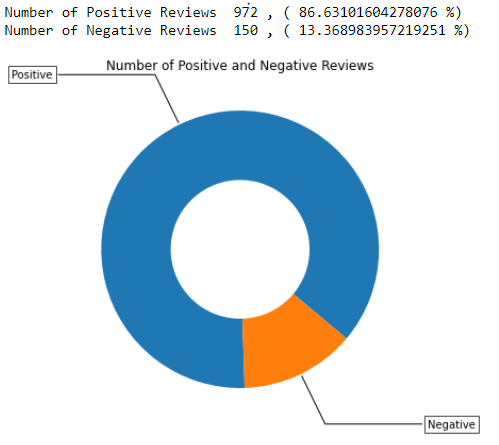 Number of Positive Reviews 972 , ( 86.63101604278076 %)
Number of Negative Reviews 150 , ( 13.368983957219251 %)
Number of Positive and Negative Reviews
Positive
Negative